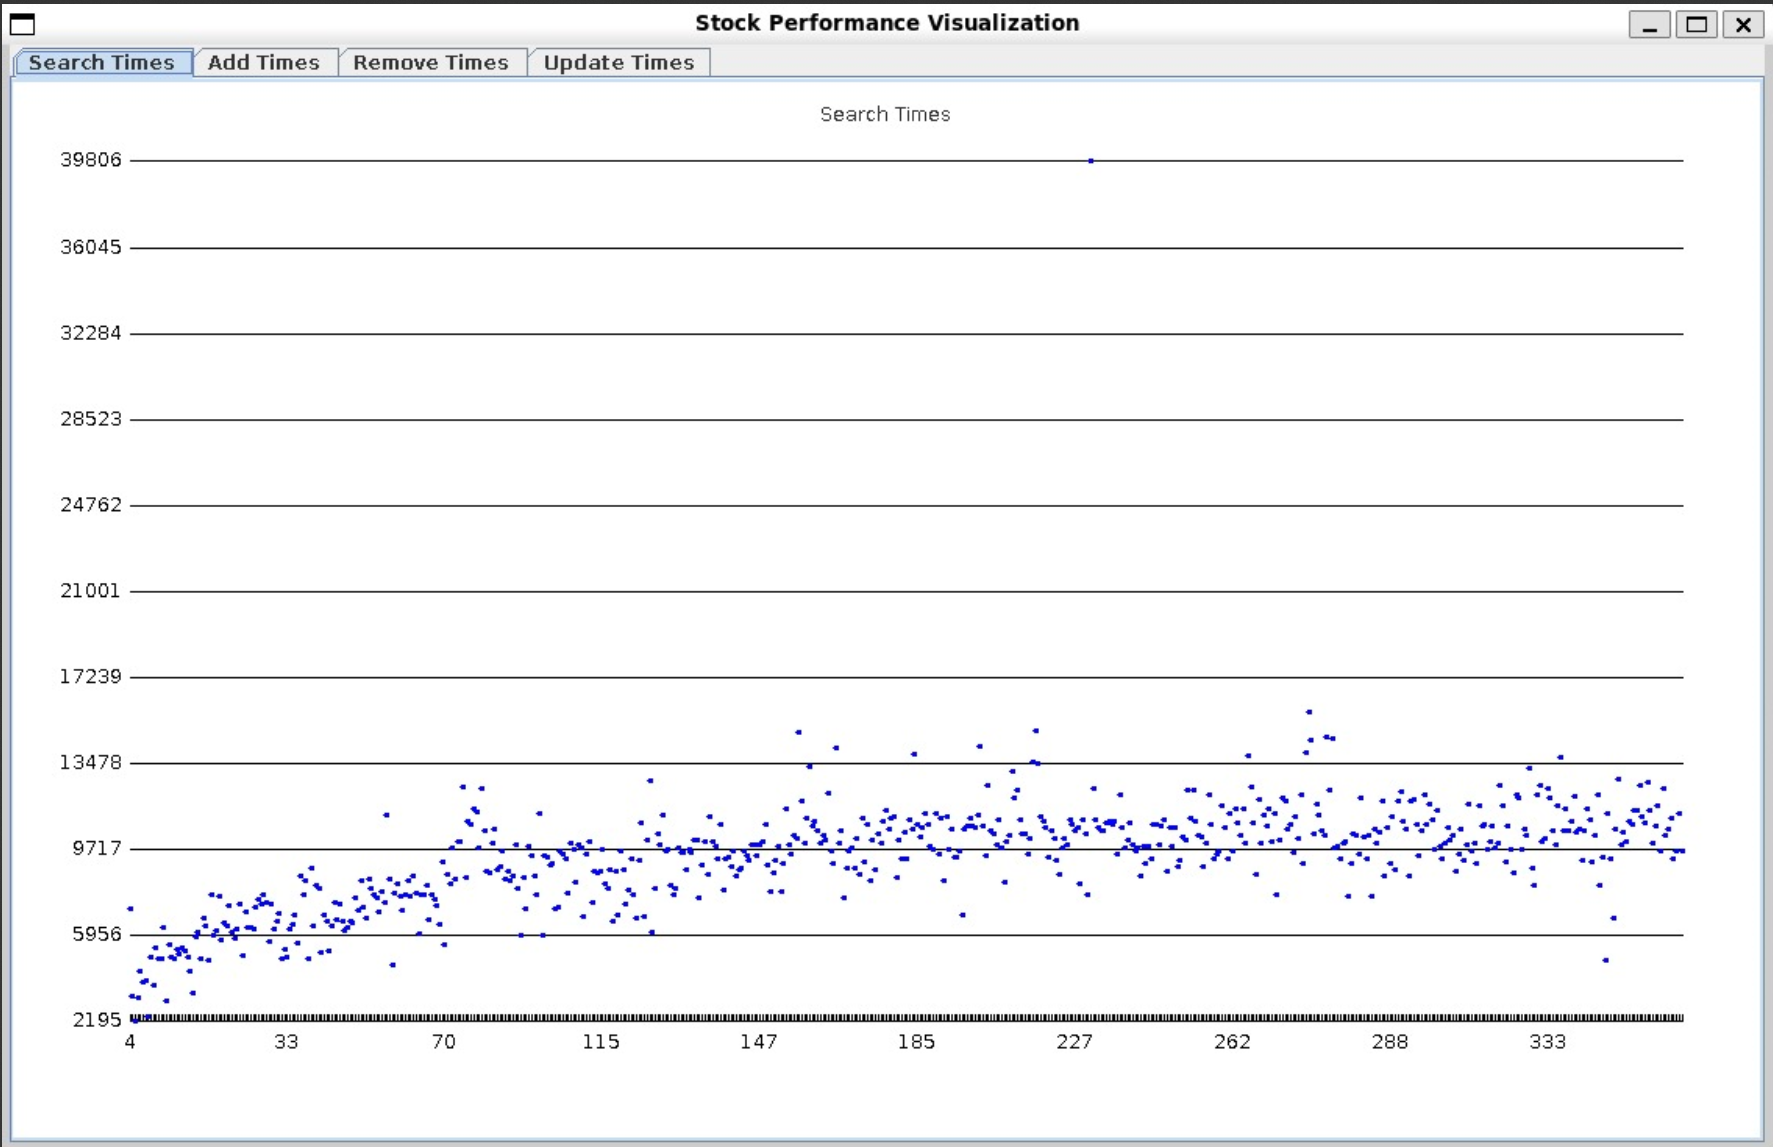 Stock Performance Visualization
Search Times Add Times Remove Times Update Times
Search Times
39806
36045
32284
28523
24762
21001
17239
13478
9717
5956
2195
4 33 70 115 147 185 227 262 288 333